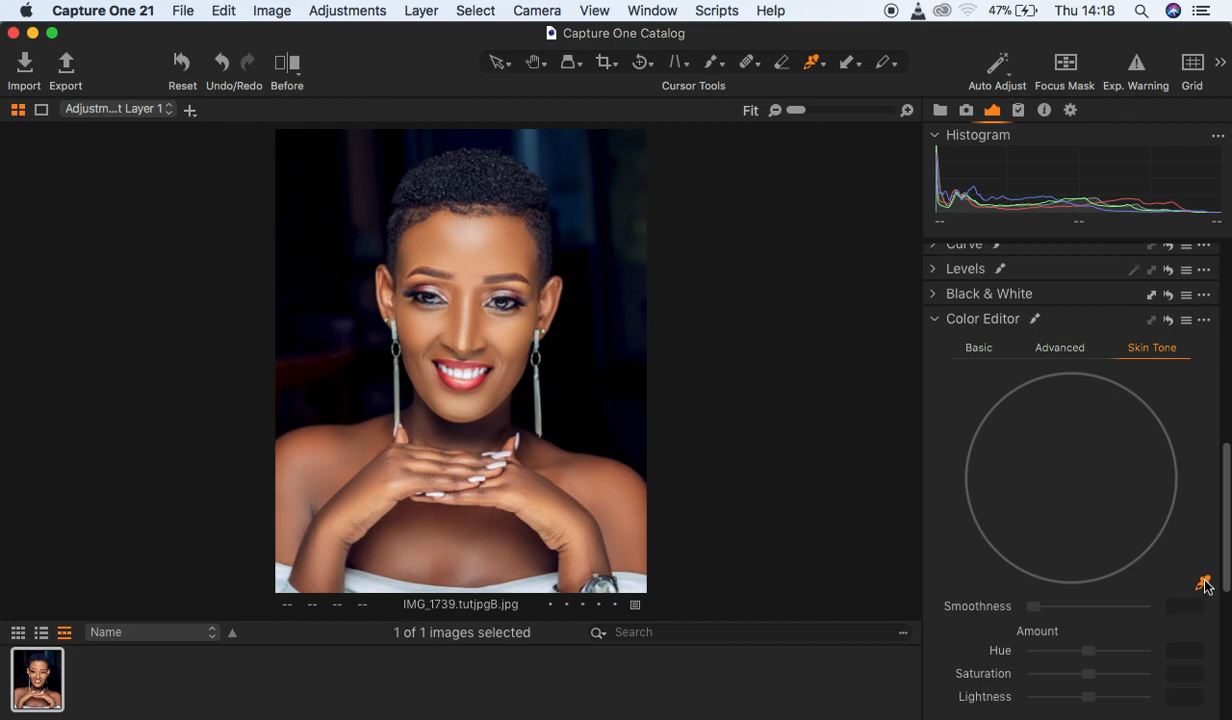 Capture One 21 File Edit Image Adjustments Layer Select Camera View Window Scripts Help 47% Thu 14:18
Capture One Catalog
Import Export Reset Undo/Redo Before Cursor Tools Auto Adjust Focus Mask Exp. Warning Grid
Adjustm...t Layer 1 Fit
Histogram
-- -- --
Curve
Levels
Black & White
Color Editor
Basic Advanced Skin Tone
Smoothness
Amount
Hue
Saturation
Lightness
-- -- -- -- IMG_1739.tutjpgB.jpg
Name 1 of 1 images selected Search